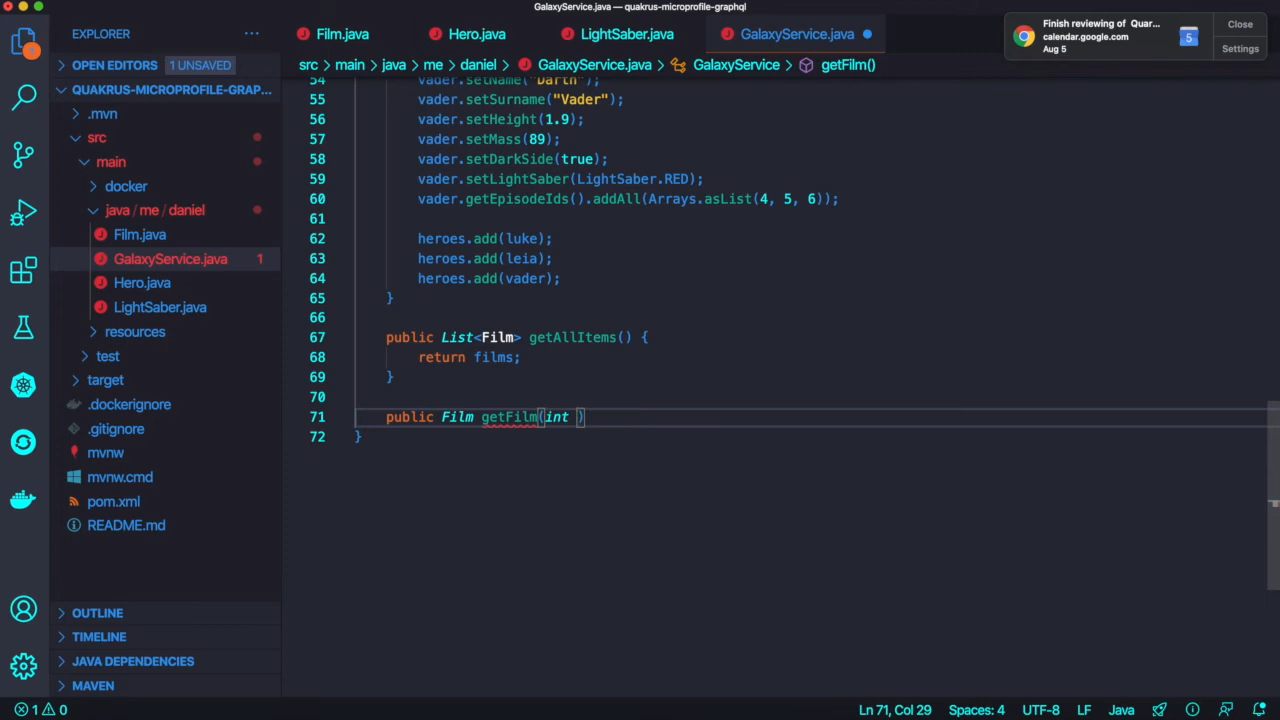 GalaxyService.java — quakrus-microprofile-graphql
EXPLORER
...
Film.java
Hero.java
LightSaber.java
GalaxyService.java
Finish reviewing of Quar...
calendar.google.com
Aug 5
5
Close
Settings
src > main > java > me > daniel > GalaxyService.java > GalaxyService > getFilm()
OPEN EDITORS 1 UNSAVED
QUAKRUS-MICROPROFILE-GRAP...
.mvn
src
main
docker
java / me / daniel
Film.java
GalaxyService.java 1
Hero.java
LightSaber.java
resources
test
target
.dockerignore
.gitignore
mvnw
mvnw.cmd
pom.xml
README.md
OUTLINE
TIMELINE
JAVA DEPENDENCIES
MAVEN
54 vader.setName("Darth");
55 vader.setSurname("Vader");
56 vader.setHeight(1.9);
57 vader.setMass(89);
58 vader.setDarkSide(true);
59 vader.setLightSaber(LightSaber.RED);
60 vader.getEpisodeIds().addAll(Arrays.asList(4, 5, 6));
61
62 heroes.add(luke);
63 heroes.add(leia);
64 heroes.add(vader);
65 }
66
67 public List<Film> getAllItems() {
68 return films;
69 }
70
71 public Film getFilm(int )
72 }
1 0
Ln 71, Col 29
Spaces: 4
UTF-8
LF
Java